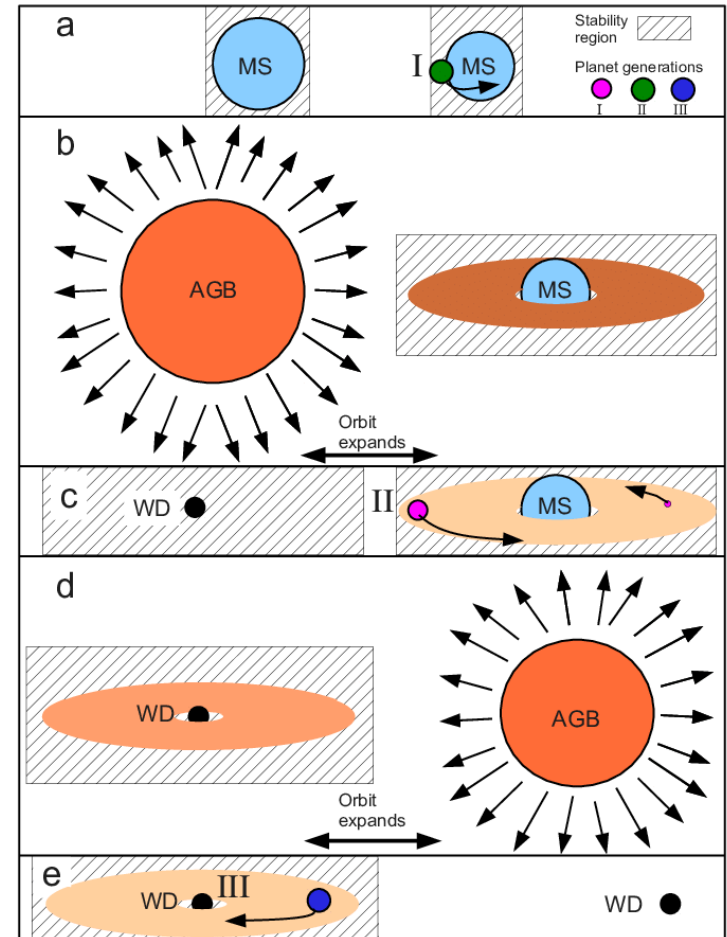 a
MS
I
MS
Stability
region
Planet generations
I II III
b
AGB
MS
Orbit
expands
c
WD
II
MS
d
WD
AGB
Orbit
expands
e
WD
III
WD